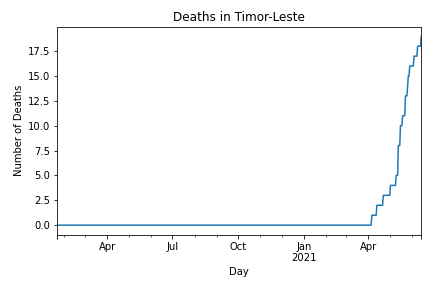 Deaths in Timor-Leste
Number of Deaths
17.5
15.0
12.5
10.0
7.5
5.0
2.5
0.0
Apr Jul Oct Jan Apr
2021
Day